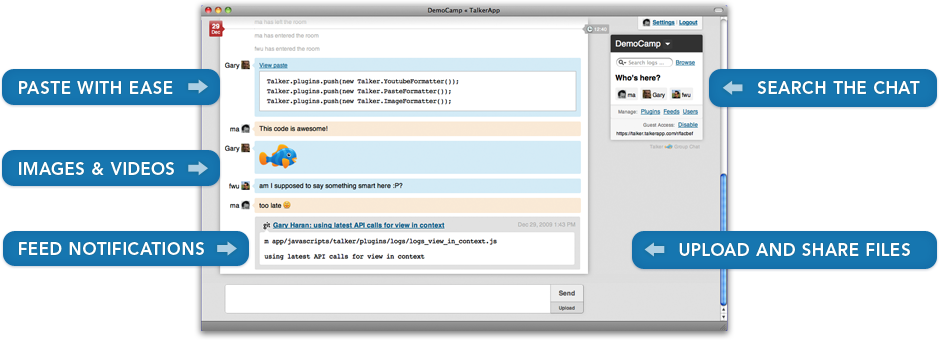 DemoCamp « TalkerApp
29
Dec
ma has left the room
ma has entered the room
fwu has entered the room
12:40
Gary
View paste
Talker.plugins.push(new Talker.YoutubeFormatter());
Talker.plugins.push(new Talker.PasteFormatter());
Talker.plugins.push(new Talker.ImageFormatter());
ma
This code is awesome!
Gary
fwu
am I supposed to say something smart here :P?
ma
too late
git Gary Haran: using latest API calls for view in context
Dec 29, 2009 1:43 PM
m app/javascripts/talker/plugins/logs/logs_view_in_context.js
using latest API calls for view in context
Send
Upload
Settings | Logout
DemoCamp
Search logs ...
Browse
Who's here?
ma Gary fwu
Manage: Plugins Feeds Users
Guest Access: Disable
https://talker.talkerapp.com/r/acbef
Talker Group Chat
PASTE WITH EASE
IMAGES & VIDEOS
FEED NOTIFICATIONS
SEARCH THE CHAT
UPLOAD AND SHARE FILES